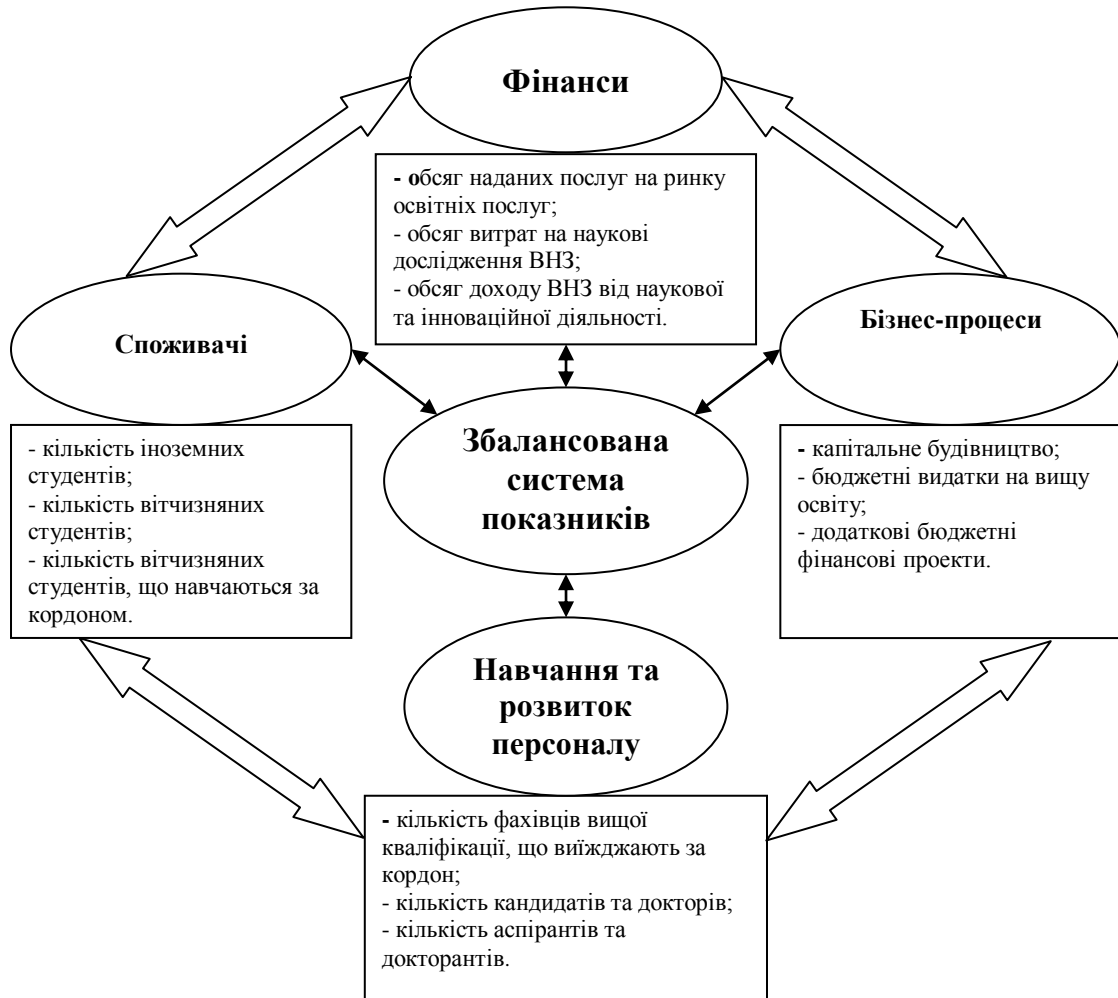 Фінанси
- обсяг наданих послуг на ринку
освітніх послуг;
- обсяг витрат на наукові
дослідження ВНЗ;
- обсяг доходу ВНЗ від наукової
та інноваційної діяльності.
Споживачі
Бізнес-процеси
- кількість іноземних
студентів;
- кількість вітчизняних
студентів;
- кількість вітчизняних
студентів, що навчаються за
кордоном.
Збалансована
система
показників
- капітальне будівництво;
- бюджетні видатки на вищу
освіту;
- додаткові бюджетні
фінансові проекти.
Навчання та
розвиток
персоналу
- кількість фахівців вищої
кваліфікації, що виїжджають за
кордон;
- кількість кандидатів та докторів;
- кількість аспірантів та
докторантів.